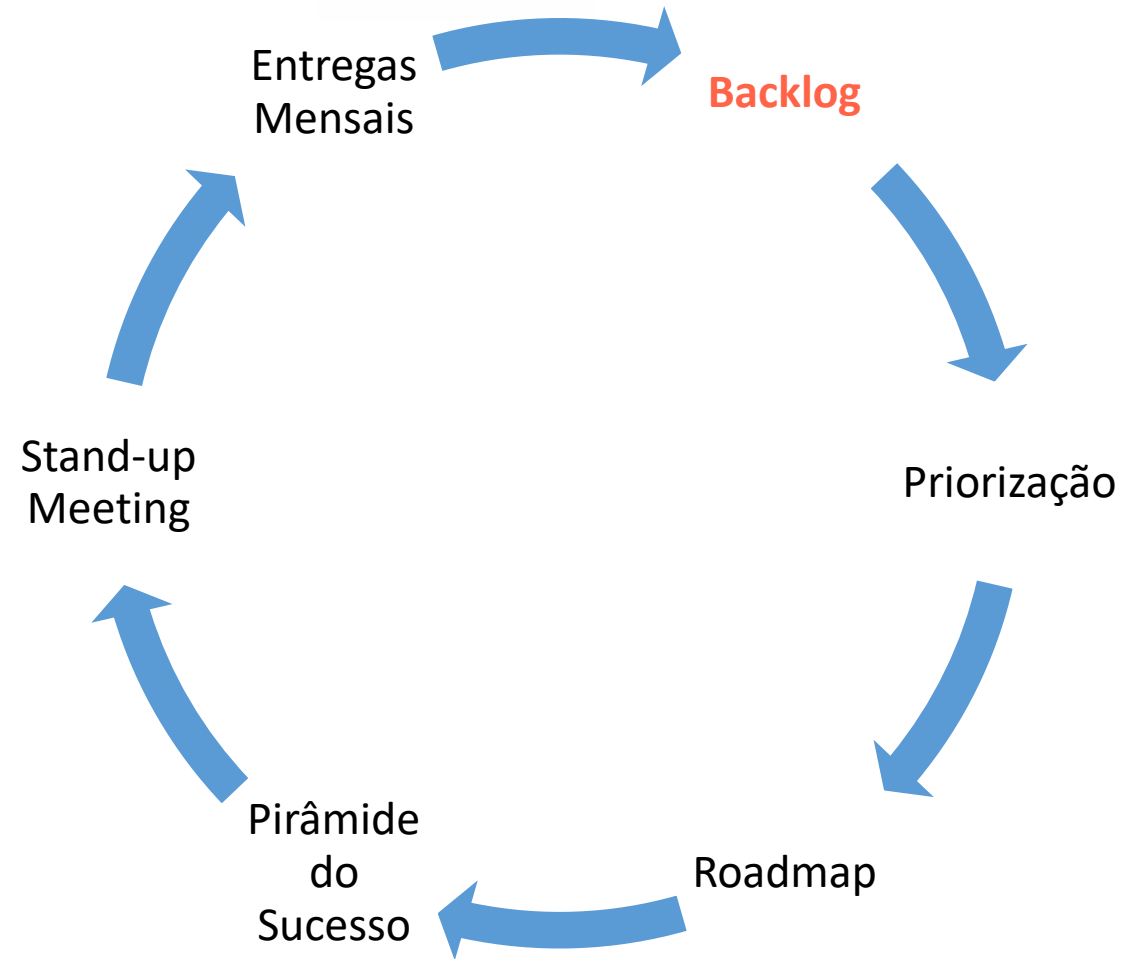 Entregas
Mensais
Backlog
Priorização
Roadmap
Pirâmide
do
Sucesso
Stand-up
Meeting